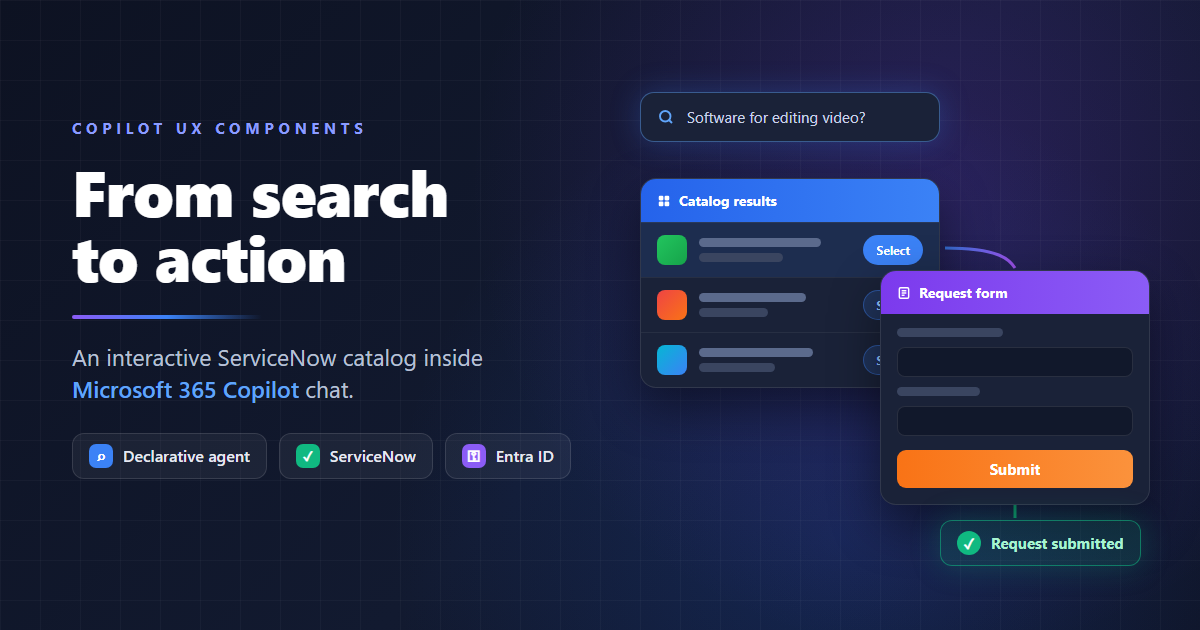 COPILOT UX COMPONENTS
From search
to action
An interactive ServiceNow catalog inside
Microsoft 365 Copilot chat.
Declarative agent
ServiceNow
Entra ID
Software for editing video?
Catalog results
Select
Request form
Submit
Request submitted